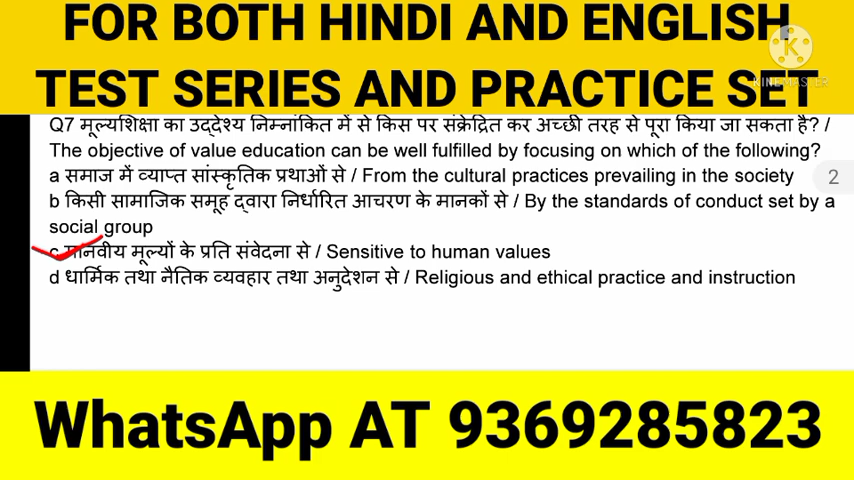 FOR BOTH HINDI AND ENGLISH
TEST SERIES AND PRACTICE SET
K
KINEMASTER
Q7 मूल्यशिक्षा का उद्देश्य निम्नांकित में से किस पर संक्रेद्रित कर अच्छी तरह से पूरा किया जा सकता है? /
The objective of value education can be well fulfilled by focusing on which of the following?
a समाज में व्याप्त सांस्कृतिक प्रथाओं से / From the cultural practices prevailing in the society
2
b किसी सामाजिक समूह द्वारा निर्धारित आचरण के मानकों से / By the standards of conduct set by a
social group
c मानवीय मूल्यों के प्रति संवेदना से / Sensitive to human values
d धार्मिक तथा नैतिक व्यवहार तथा अनुदेशन से / Religious and ethical practice and instruction
WhatsApp AT 9369285823